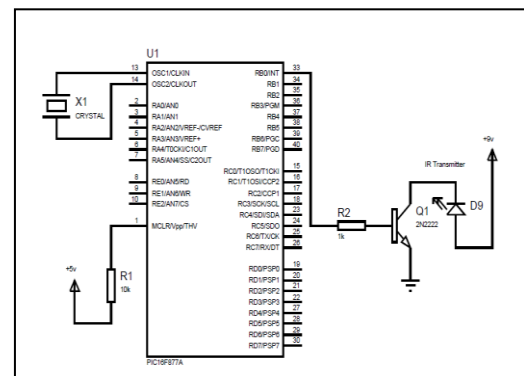 U1
13 OSC1/CLKIN
14 OSC2/CLKOUT
2 RA0/AN0
3 RA1/AN1
4 RA2/AN2/VREF-/CVREF
5 RA3/AN3/VREF+
6 RA4/T0CKI/C1OUT
7 RA5/AN4/SS/C2OUT
8 RE0/AN5/RD
9 RE1/AN6/WR
10 RE2/AN7/CS
1 MCLR/Vpp/THV
RB0/INT 33
RB1 34
RB2 35
RB3/PGM 36
RB4 37
RB5 38
RB6/PGC 39
RB7/PGD 40
RC0/T1OSO/T1CKI 15
RC1/T1OSI/CCP2 16
RC2/CCP1 17
RC3/SCK/SCL 18
RC4/SDI/SDA 23
RC5/SDO 24
RC6/TX/CK 25
RC7/RX/DT 26
RD0/PSP0 19
RD1/PSP1 20
RD2/PSP2 21
RD3/PSP3 22
RD4/PSP4 27
RD5/PSP5 28
RD6/PSP6 29
RD7/PSP7 30
PIC16F877A
X1
CRYSTAL
+5v
R1
10k
R2
1k
Q1
2N2222
IR Transmiter
D9
+9v